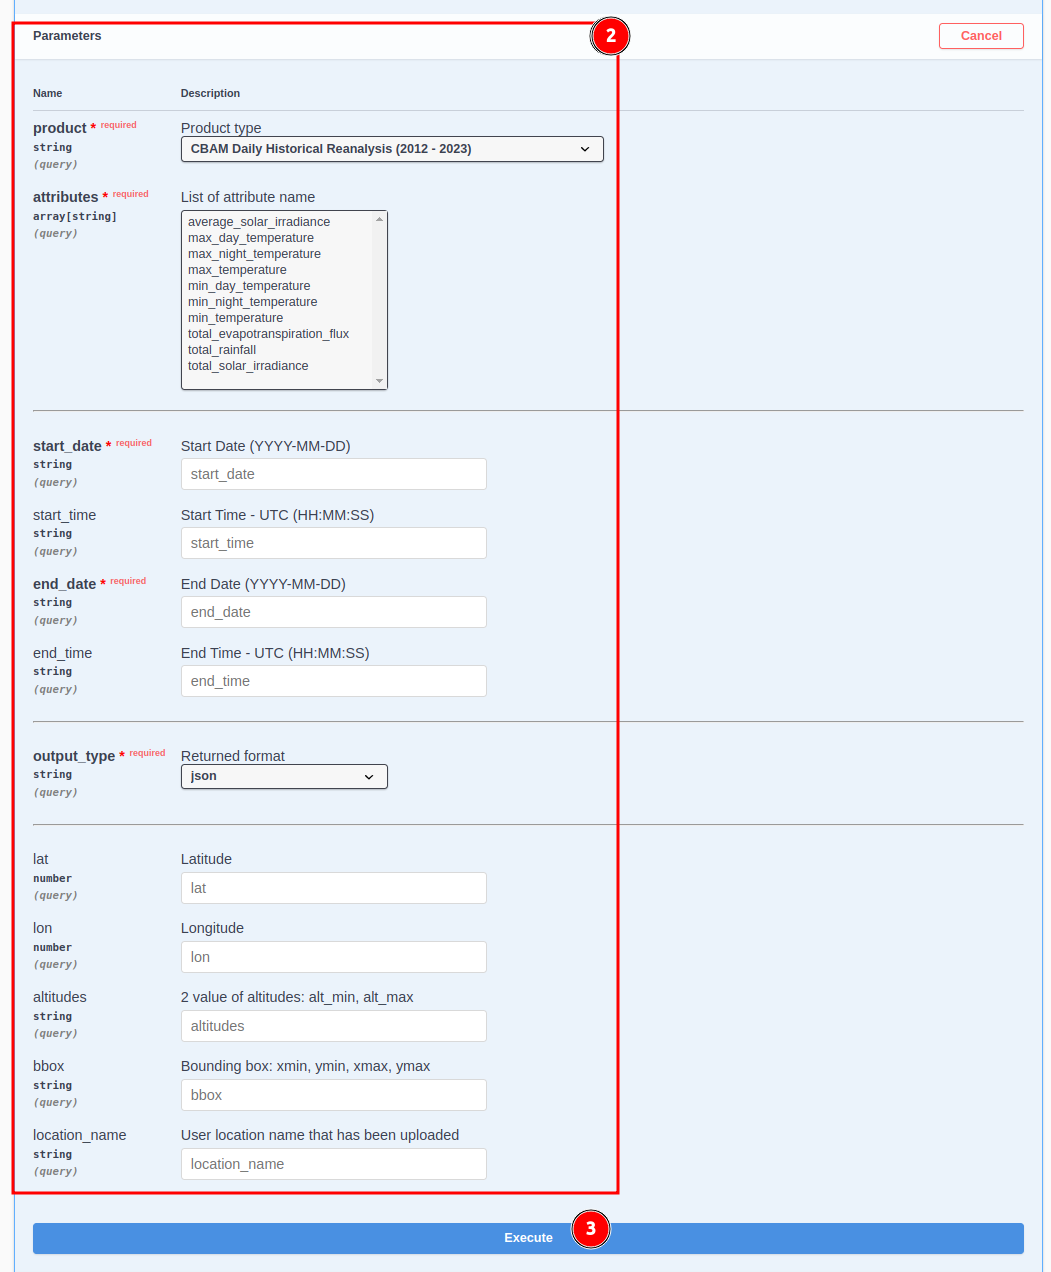 Parameters
2
Cancel
Name Description
product * required Product type
string CBAM Daily Historical Reanalysis (2012 - 2023)
(query)
attributes * required List of attribute name
array[string]
(query)
average_solar_irradiance
max_day_temperature
max_night_temperature
max_temperature
min_day_temperature
min_night_temperature
min_temperature
total_evapotranspiration_flux
total_rainfall
total_solar_irradiance
start_date * required Start Date (YYYY-MM-DD)
string start_date
(query)
start_time Start Time - UTC (HH:MM:SS)
string start_time
(query)
end_date * required End Date (YYYY-MM-DD)
string end_date
(query)
end_time End Time - UTC (HH:MM:SS)
string end_time
(query)
output_type * required Returned format
string json
(query)
lat Latitude
number lat
(query)
lon Longitude
number lon
(query)
altitudes 2 value of altitudes: alt_min, alt_max
string altitudes
(query)
bbox Bounding box: xmin, ymin, xmax, ymax
string bbox
(query)
location_name User location name that has been uploaded
string location_name
(query)
Execute 3